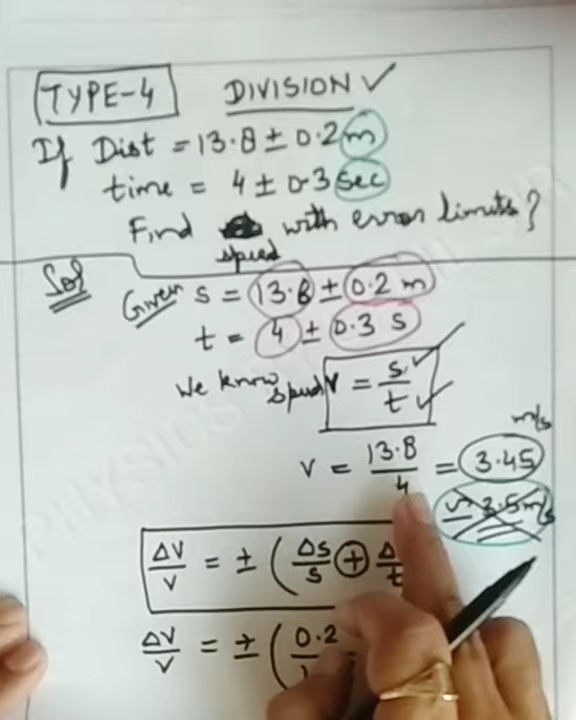 TYPE-4 DIVISION ✓
If Dist = 13.8 ± 0.2 m
time = 4 ± 0.3 sec
Find speed with error limits?
Sol
Given s = 13.8 ± 0.2 m
t = 4 ± 0.3 s
We know speed v = s/t
m/s
v = 13.8/4 = 3.45
v = 3.5 m/s
Δv/v = ± (Δs/s + Δ/t
Δv/v = ± (0.2